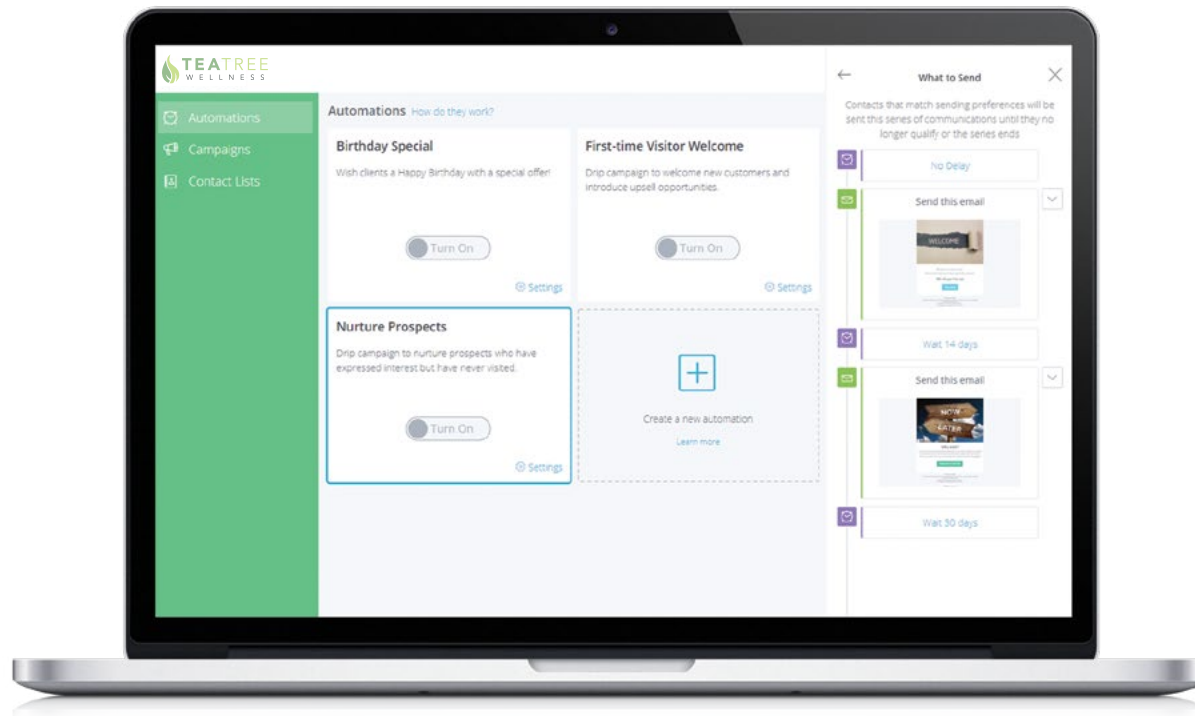 TEATREE
WELLNESS
Automations
Campaigns
Contact Lists
Automations How do they work?
Birthday Special
Wish clients a Happy Birthday with a special offer!
Turn On
Settings
First-time Visitor Welcome
Drip campaign to welcome new customers and
introduce upsell opportunities.
Turn On
Settings
Nurture Prospects
Drip campaign to nurture prospects who have
expressed interest but have never visited.
Turn On
Settings
Create a new automation
Learn more
What to Send
Contacts that match sending preferences will be
sent this series of communications until they no
longer qualify or the series ends
No Delay
Send this email
WELCOME
Wait 14 days
Send this email
NOW
LATER
Wait 30 days